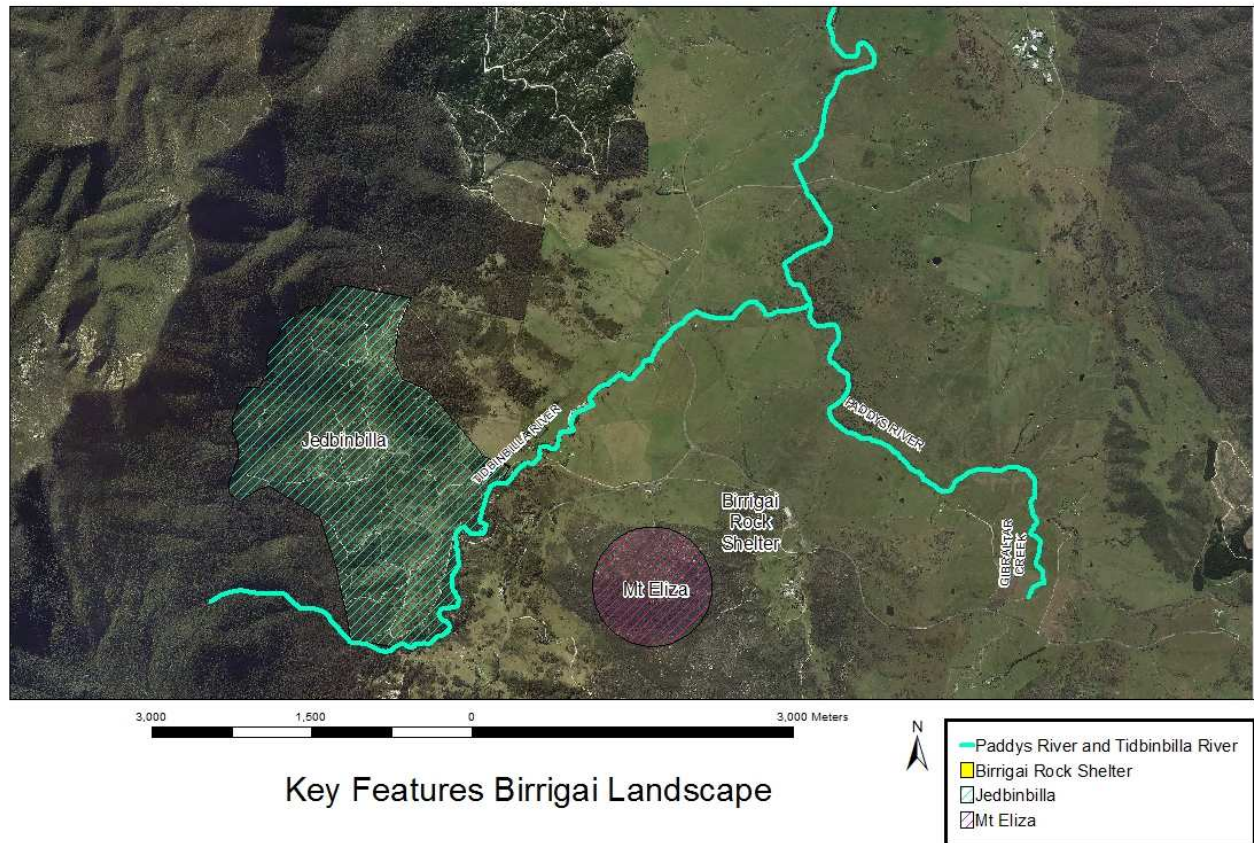 Jedbinbilla
TIDBINBILLA RIVER
PADDYS RIVER
Birrigai
Rock
Shelter
Mt Eliza
GIBRALTAR
CREEK
3,000 1,500 0 3,000 Meters
N
Key Features Birrigai Landscape
Paddys River and Tidbinbilla River
Birrigai Rock Shelter
Jedbinbilla
Mt Eliza